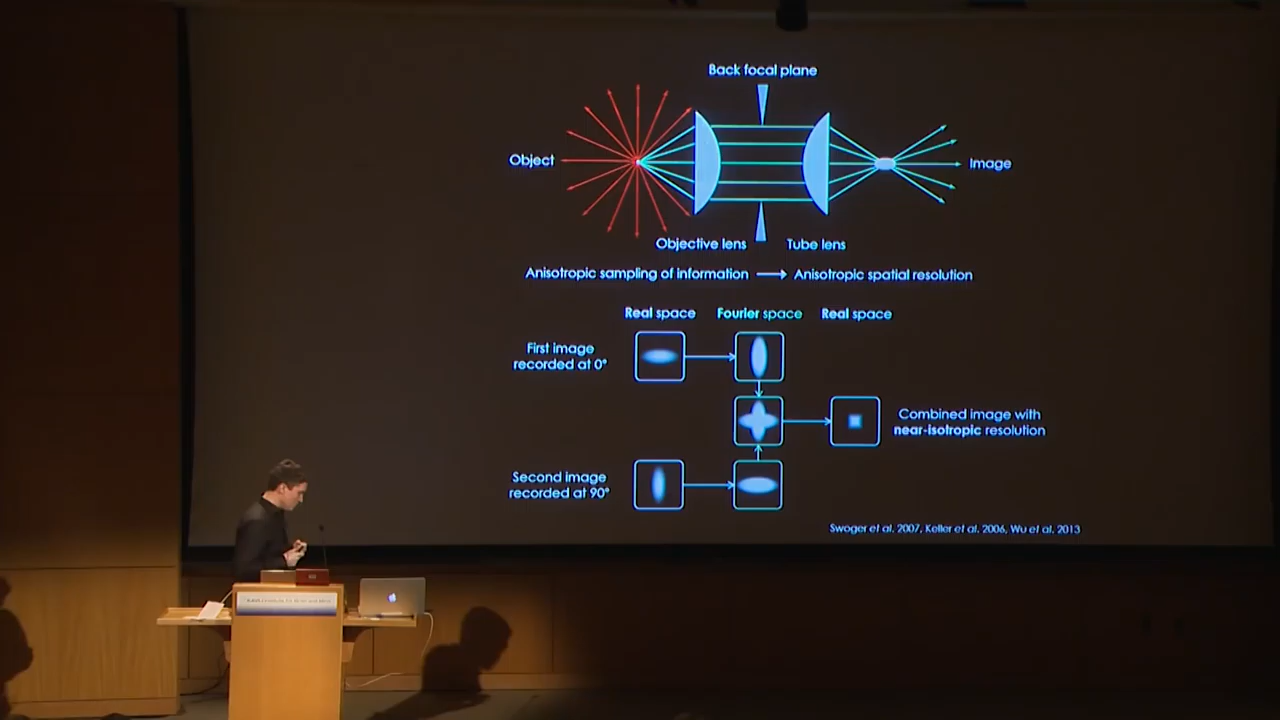 Back focal plane
Object
Image
Objective lens
Tube lens
Anisotropic sampling of information → Anisotropic spatial resolution
Real space
Fourier space
Real space
First image
recorded at 0°
Combined image with
near-isotropic resolution
Second image
recorded at 90°
Swoger et al. 2007, Keller et al. 2006, Wu et al. 2013